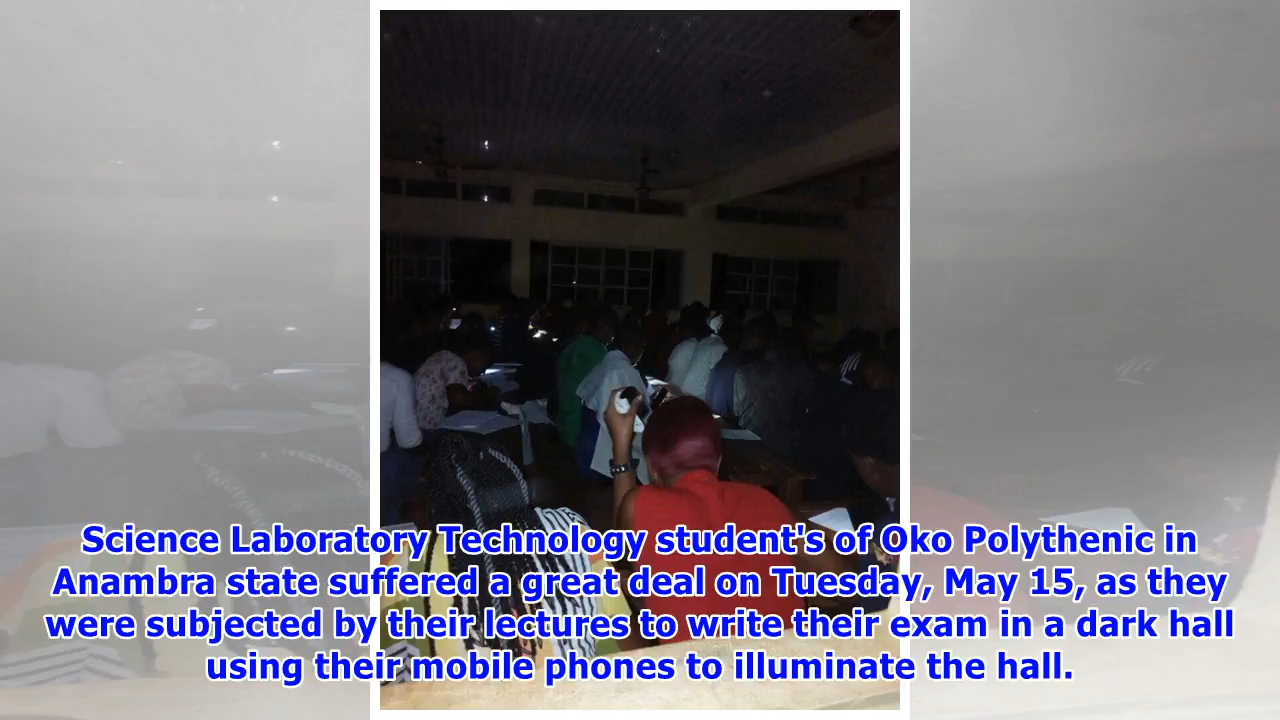 Science Laboratory Technology student's of Oko Polythenic in
Anambra state suffered a great deal on Tuesday, May 15, as they
were subjected by their lectures to write their exam in a dark hall
using their mobile phones to illuminate the hall.